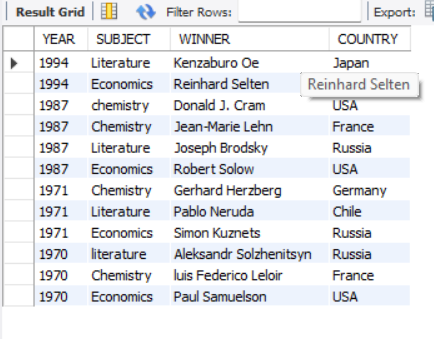 Result Grid Filter Rows: Export:
YEAR SUBJECT WINNER COUNTRY
1994 Literature Kenzaburo Oe Japan
1994 Economics Reinhard Selten Reinhard Selten
1987 chemistry Donald J. Cram USA
1987 Chemistry Jean-Marie Lehn France
1987 Literature Joseph Brodsky Russia
1987 Economics Robert Solow USA
1971 Chemistry Gerhard Herzberg Germany
1971 Literature Pablo Neruda Chile
1971 Economics Simon Kuznets Russia
1970 literature Aleksandr Solzhenitsyn Russia
1970 Chemistry luis Federico Leloir France
1970 Economics Paul Samuelson USA